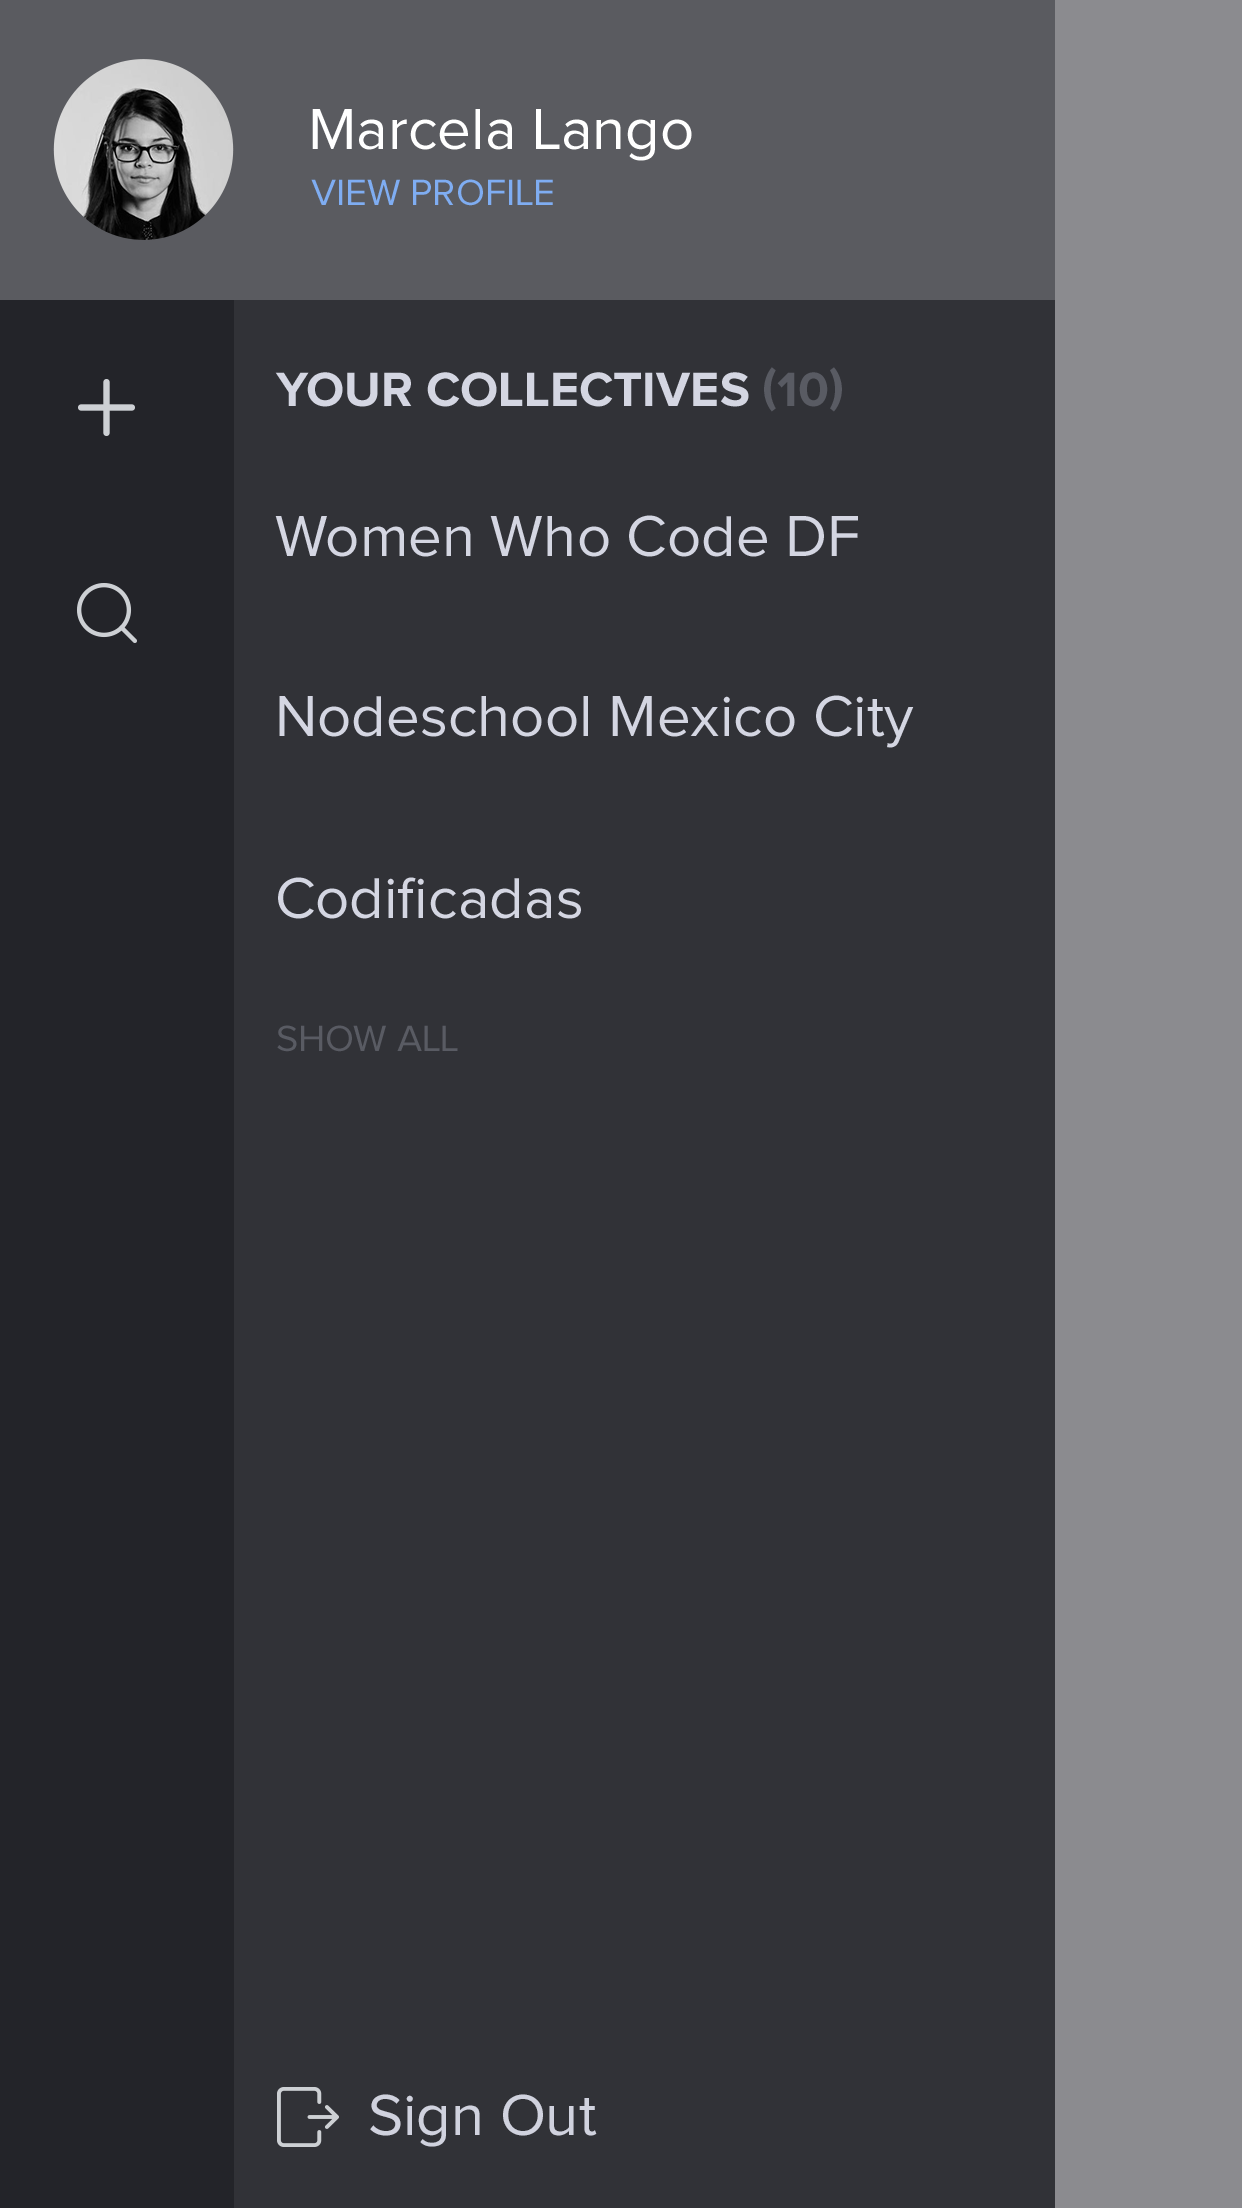 Marcela Lango
VIEW PROFILE
YOUR COLLECTIVES (10)
Women Who Code DF
Nodeschool Mexico City
Codificadas
SHOW ALL
Sign Out